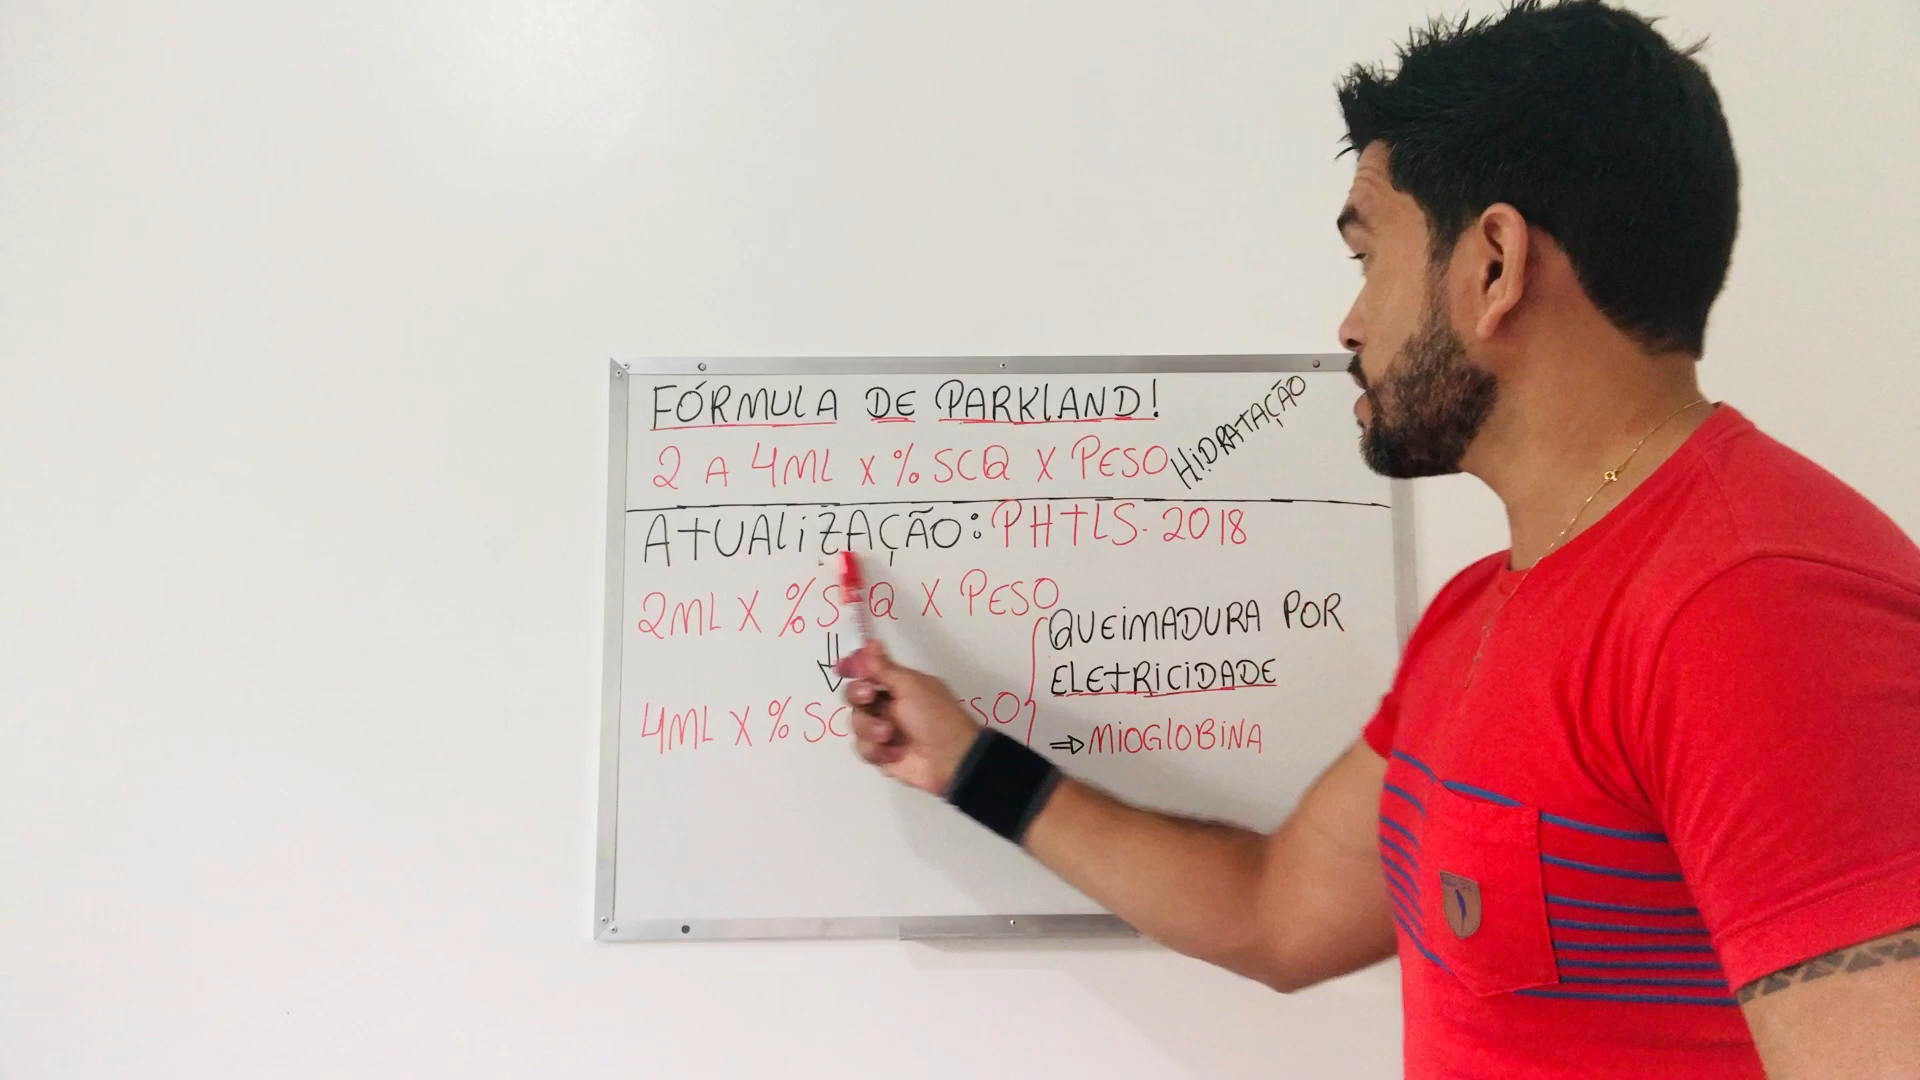 FÓRMULA DE PARKLAND!
2 A 4ML X % SCQ X PESO
HIDRATAÇÃO
ATUALIZAÇÃO: PHTLS. 2018
2ML X % SCQ X PESO
QUEIMADURA POR
ELETRICIDADE
4ML X % SC
⇒ MIOGLOBINA